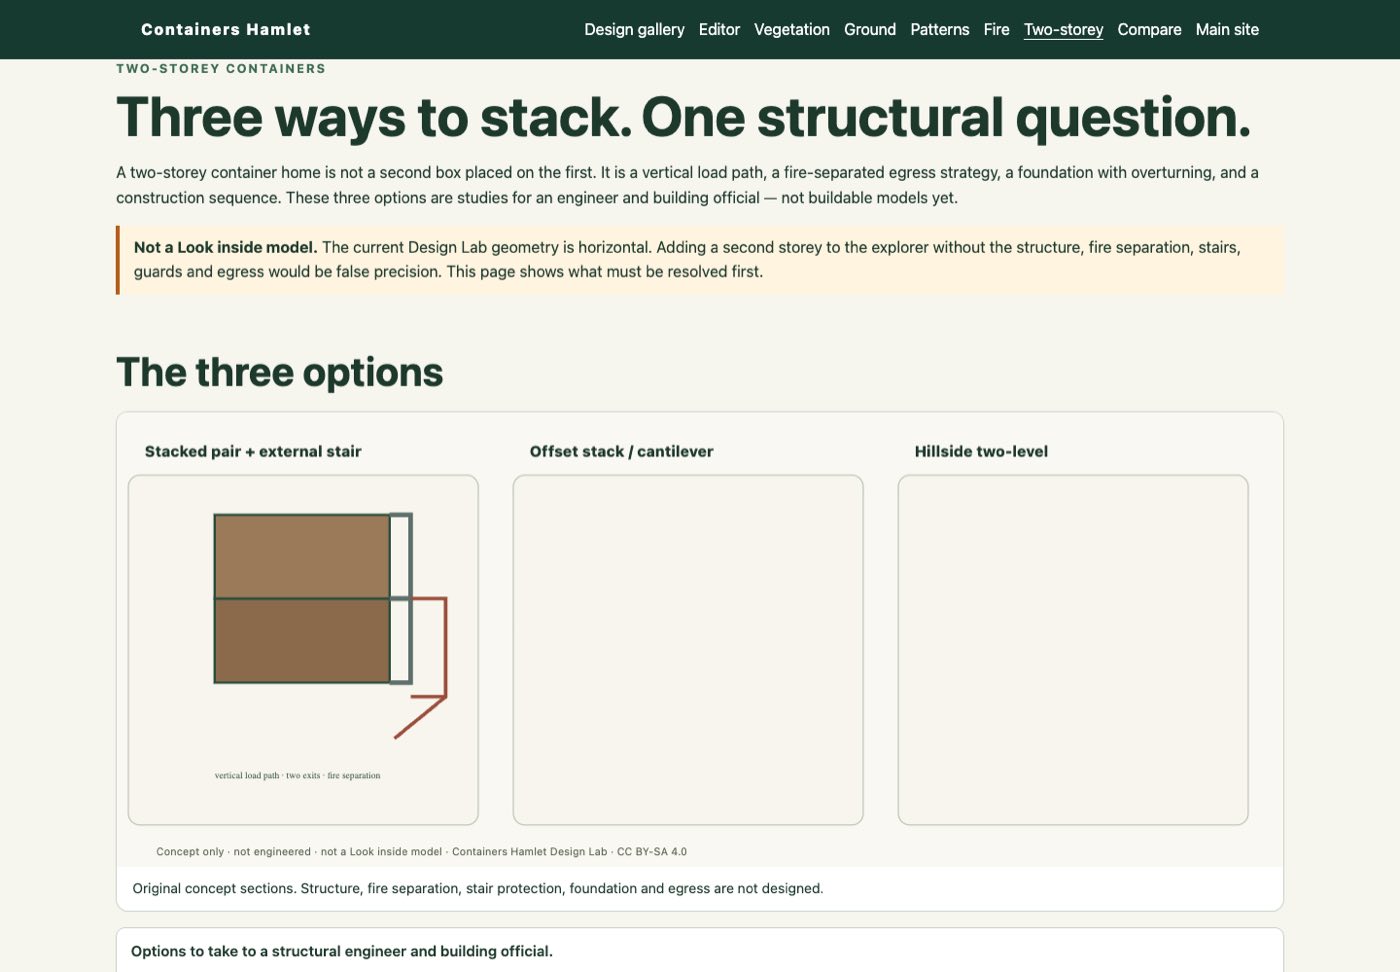 Containers Hamlet
Design gallery Editor Vegetation Ground Patterns Fire Two-storey Compare Main site
TWO-STOREY CONTAINERS
Three ways to stack. One structural question.
A two-storey container home is not a second box placed on the first. It is a vertical load path, a fire-separated egress strategy, a foundation with overturning, and a
construction sequence. These three options are studies for an engineer and building official — not buildable models yet.
Not a Look inside model. The current Design Lab geometry is horizontal. Adding a second storey to the explorer without the structure, fire separation, stairs,
guards and egress would be false precision. This page shows what must be resolved first.
The three options
Stacked pair + external stair
Offset stack / cantilever
Hillside two-level
vertical load path · two exits · fire separation
Concept only · not engineered · not a Look inside model · Containers Hamlet Design Lab · CC BY-SA 4.0
Original concept sections. Structure, fire separation, stair protection, foundation and egress are not designed.
Options to take to a structural engineer and building official.